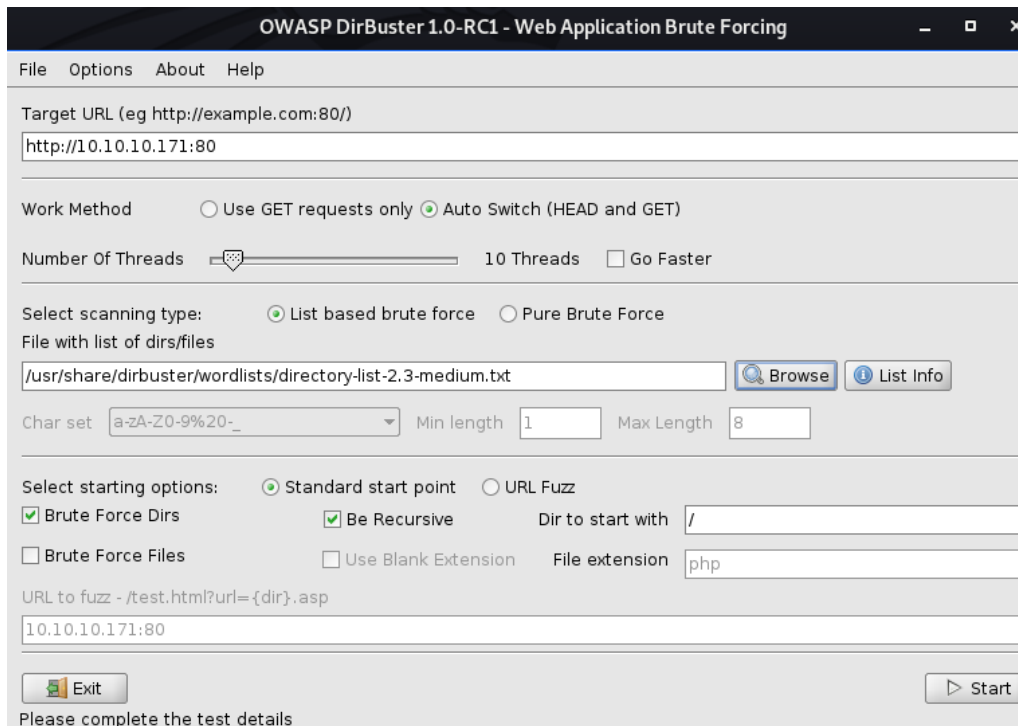 OWASP DirBuster 1.0-RC1 - Web Application Brute Forcing
File Options About Help
Target URL (eg http://example.com:80/)
http://10.10.10.171:80
Work Method Use GET requests only Auto Switch (HEAD and GET)
Number Of Threads 10 Threads Go Faster
Select scanning type: List based brute force Pure Brute Force
File with list of dirs/files
/usr/share/dirbuster/wordlists/directory-list-2.3-medium.txt Browse List Info
Char set a-zA-Z0-9%20-_ Min length 1 Max Length 8
Select starting options: Standard start point URL Fuzz
Brute Force Dirs Be Recursive Dir to start with /
Brute Force Files Use Blank Extension File extension php
URL to fuzz - /test.html?url={dir}.asp
10.10.10.171:80
Exit Start
Please complete the test details